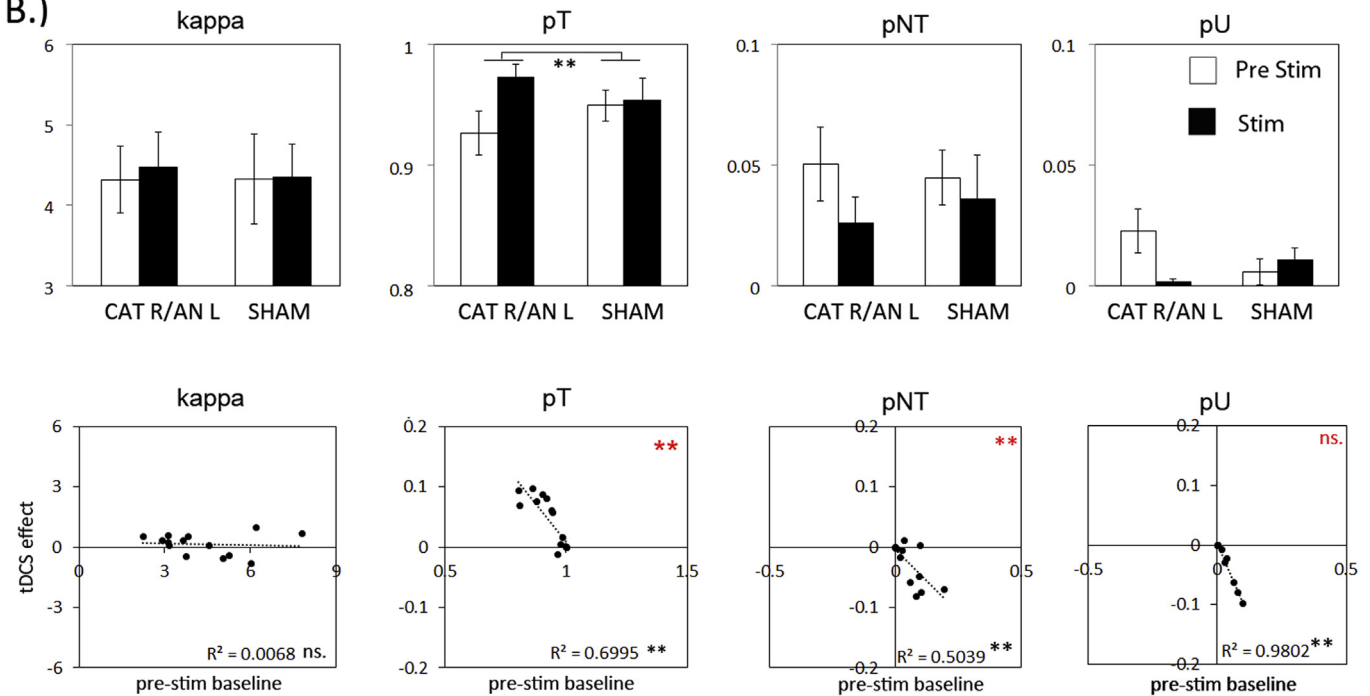 B.)
kappa pT pNT pU
6 5 4 3
1 0.9 0.8
0.1 0.05 0
0.1 0.05 0
**
Pre Stim
Stim
CAT R/AN L SHAM
CAT R/AN L SHAM
CAT R/AN L SHAM
CAT R/AN L SHAM
kappa
tDCS effect
6 3 0 -3 -6
0 3 6 9
R² = 0.0068 ns.
pre-stim baseline
pT
0.2 0.1 0 -0.1 -0.2
0.5 1 1.5
**
R² = 0.6995 **
pre-stim baseline
pNT
0.2 0.1 0 -0.1 -0.2
-0.5 0 0.5
**
R² = 0.5039 **
pre-stim baseline
pU
0.2 0.1 0 -0.1 -0.2
-0.5 0 0.5
ns.
R² = 0.9802 **
pre-stim baseline